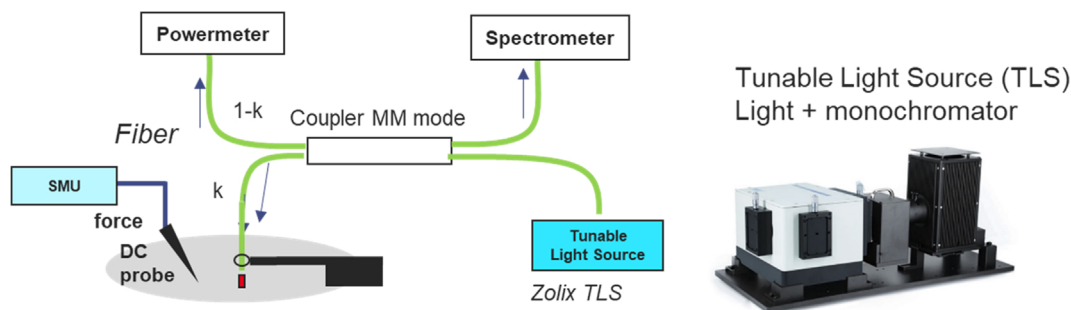 Powermeter
Spectrometer
Tunable Light Source (TLS)
Light + monochromator
1-k
Coupler MM mode
Fiber
SMU
k
force
DC
probe
Tunable
Light Source
Zolix TLS